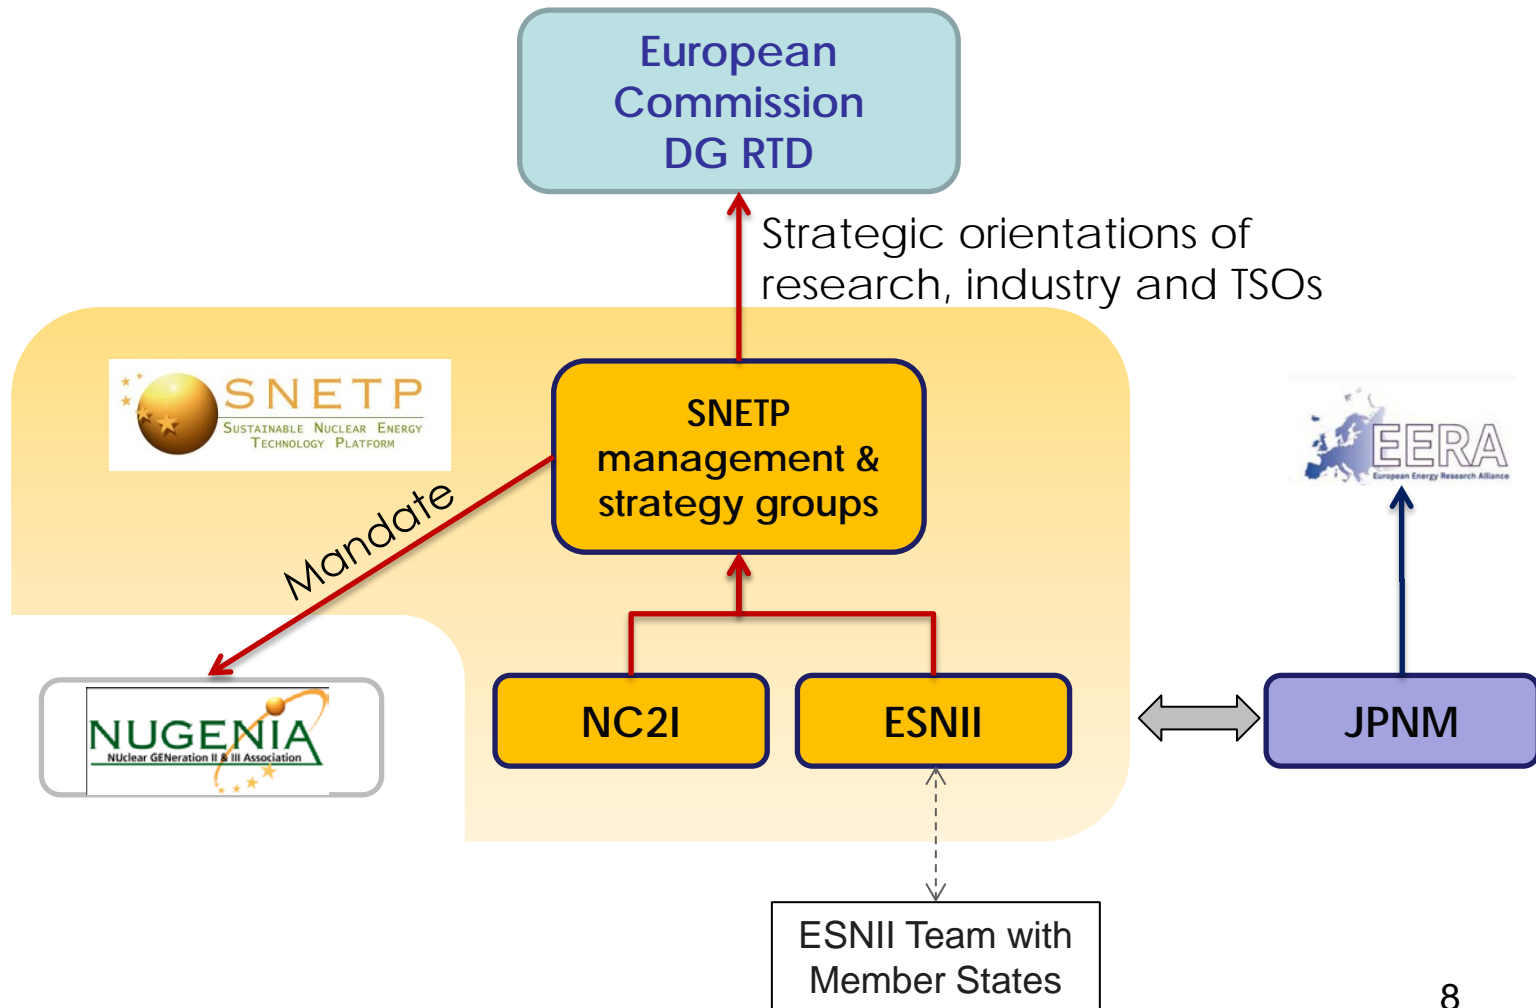 European
Commission
DG RTD
Strategic orientations of
research, industry and TSOs
SNETP
SUSTAINABLE NUCLEAR ENERGY
TECHNOLOGY PLATFORM
SNETP
management &
strategy groups
EERA
European Energy Research Alliance
Mandate
NUGENIA
NUclear GENeration II & III Association
NC2I
ESNII
JPNM
ESNII Team with
Member States
8